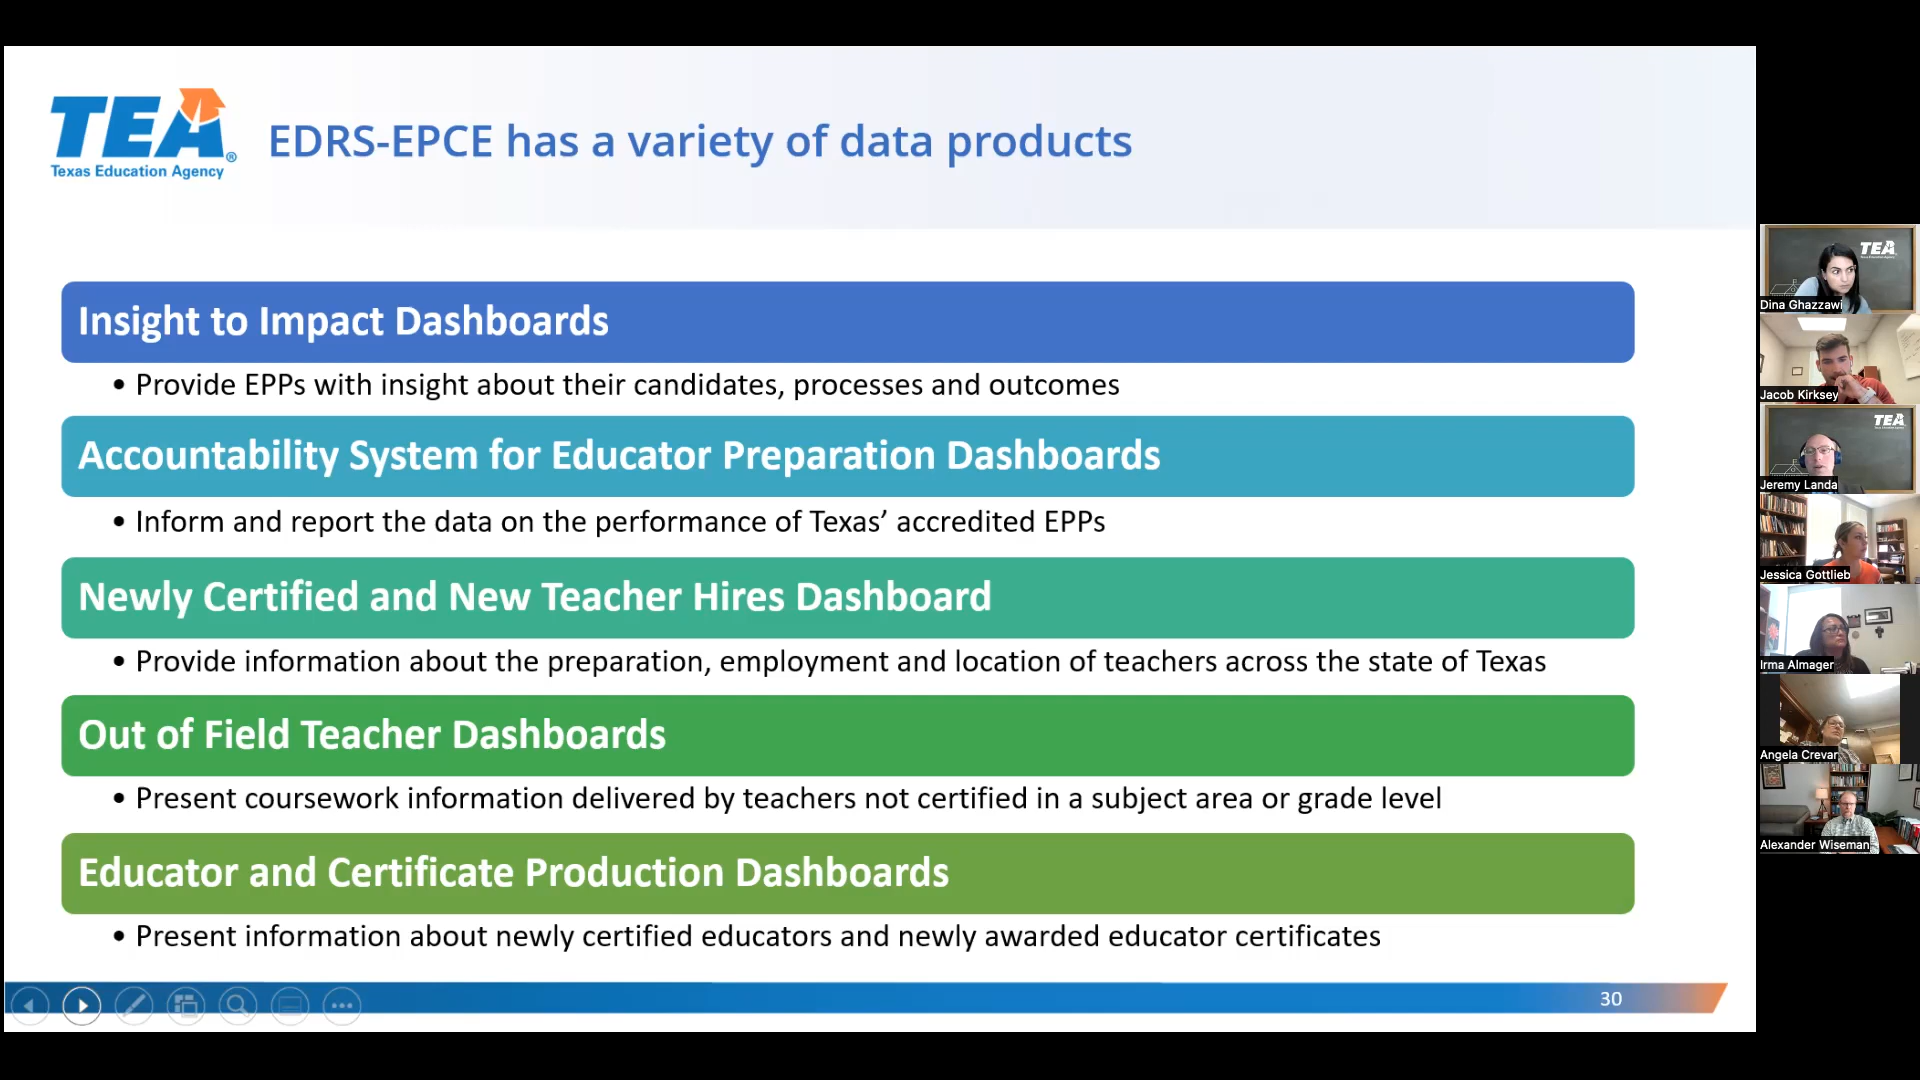 TEA
Texas Education Agency
EDRS-EPCE has a variety of data products
Insight to Impact Dashboards
• Provide EPPs with insight about their candidates, processes and outcomes
Accountability System for Educator Preparation Dashboards
• Inform and report the data on the performance of Texas’ accredited EPPs
Newly Certified and New Teacher Hires Dashboard
• Provide information about the preparation, employment and location of teachers across the state of Texas
Out of Field Teacher Dashboards
• Present coursework information delivered by teachers not certified in a subject area or grade level
Educator and Certificate Production Dashboards
• Present information about newly certified educators and newly awarded educator certificates
30
TEA
Dina Ghazzawi
Jacob Kirksey
TEA
Jeremy Landa
Jessica Gottlieb
Irma Almager
Angela Crevar
Alexander Wiseman